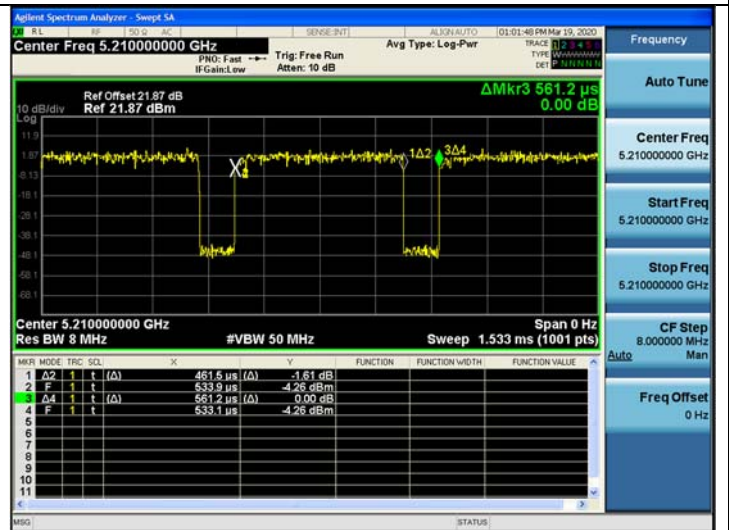 Agilent Spectrum Analyzer - Swept SA
RL RF 50 Ω AC SENSE:INT ALIGN AUTO 01:01:48 PM Mar 19, 2020
Center Freq 5.210000000 GHz
PNO: Fast
IFGain:Low
Trig: Free Run
Atten: 10 dB
Avg Type: Log-Pwr
TRACE 1 2 3 4 5 6
TYPE
DET P N N N N N
Frequency
Auto Tune
Center Freq
5.210000000 GHz
Start Freq
5.210000000 GHz
Stop Freq
5.210000000 GHz
CF Step
8.000000 MHz
Auto Man
Freq Offset
0 Hz
ΔMkr3 561.2 µs
0.00 dB
Ref Offset 21.87 dB
10 dB/div Ref 21.87 dBm
Log
11.9
1.87
-8.13
-18.1
-28.1
-38.1
-48.1
-58.1
-68.1
1Δ2
3Δ4
Center 5.210000000 GHz Span 0 Hz
Res BW 8 MHz #VBW 50 MHz Sweep 1.533 ms (1001 pts)
MKR MODE TRC SCL X Y FUNCTION FUNCTION WIDTH FUNCTION VALUE
1 Δ2 1 t (Δ) 461.5 µs (Δ) -1.61 dB
2 F 1 t 533.9 µs -4.26 dBm
3 Δ4 1 t (Δ) 561.2 µs (Δ) 0.00 dB
4 F 1 t 533.1 µs -4.26 dBm
5
6
7
8
9
10
11
MSG STATUS